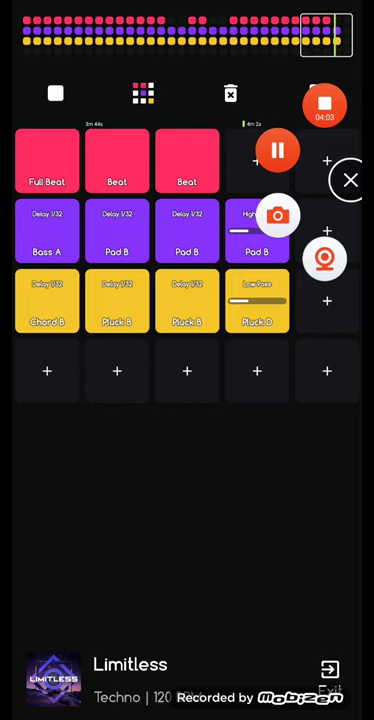 04:03
3m 44s
4m 2s
Full Beat
Beat
Beat
Delay 1/32
Delay 1/32
Delay 1/32
High
Bass A
Pad B
Pad B
Pad B
Delay 1/32
Delay 1/32
Delay 1/32
Low Pass
Chord B
Pluck B
Pluck B
Pluck D
LIMITLESS
Limitless
Exit
Techno | 120
Recorded by mobizen